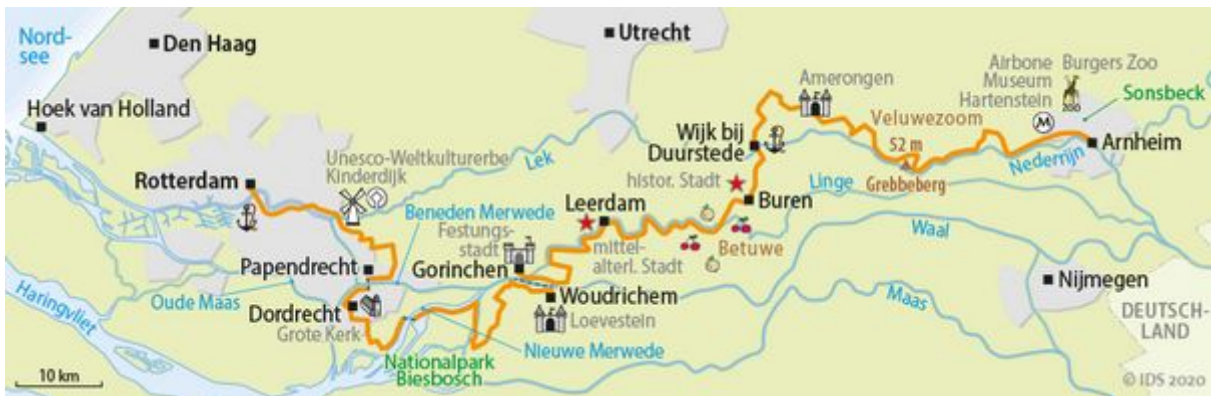 Nord-
see
Den Haag
Utrecht
Airbone
Museum
Hartenstein
Burgers Zoo
ZOO
Sonsbeck
Hoek van Holland
Amerongen
Veluwezoom
M
Arnheim
Wijk bij
Duurstede
52 m
Nederrijn
Unesco-Weltkulturerbe
Kinderdijk
Lek
Grebbeberg
Rotterdam
histor. Stadt
Linge
Beneden Merwede
Leerdam
Buren
Festungs-
stadt
Waal
mittel-
alterl. Stadt
Betuwe
Papendrecht
Gorinchen
Nijmegen
Oude Maas
Woudrichem
Maas
Haringvliet
Dordrecht
Grote Kerk
Loevestein
DEUTSCH-
LAND
Nieuwe Merwede
Nationalpark
Biesbosch
10 km
© IDS 2020